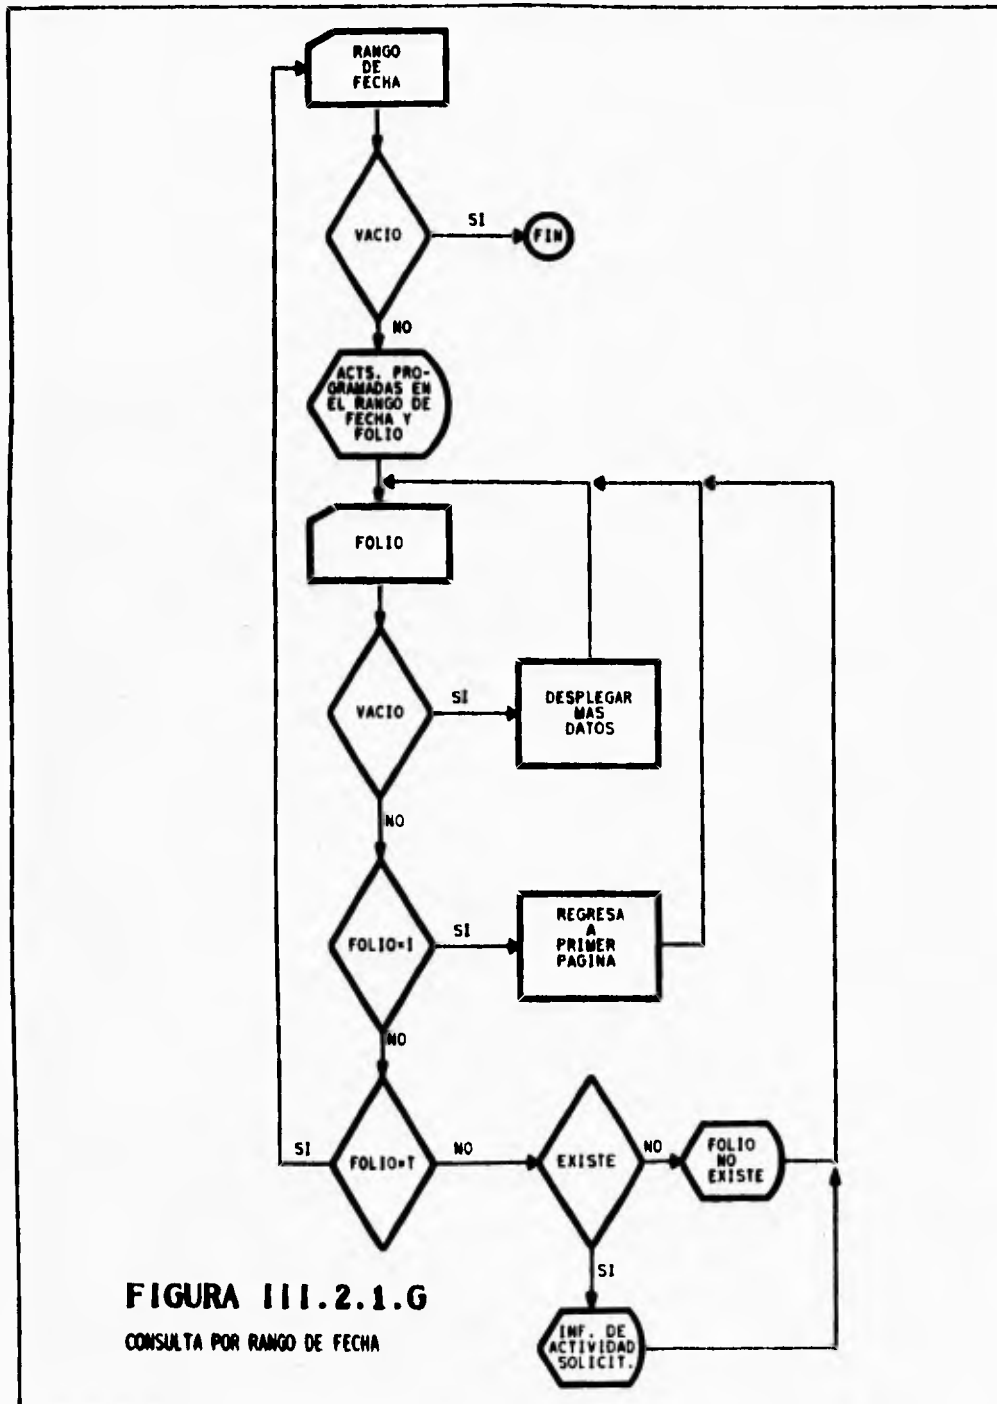 RANGO
DE
FECHA
VACIO
SI
FIN
NO
ACTS. PRO-
GRAMADAS EN
EL RANGO DE
FECHA Y
FOLIO
FOLIO
VACIO
SI
DESPLEGAR
MAS
DATOS
NO
FOLIO=I
SI
REGRESA
A
PRIMER
PAGINA
NO
SI
FOLIO=T
NO
EXISTE
NO
FOLIO
NO
EXISTE
SI
INF. DE
ACTIVIDAD
SOLICIT.
FIGURA III.2.1.G
CONSULTA POR RANGO DE FECHA